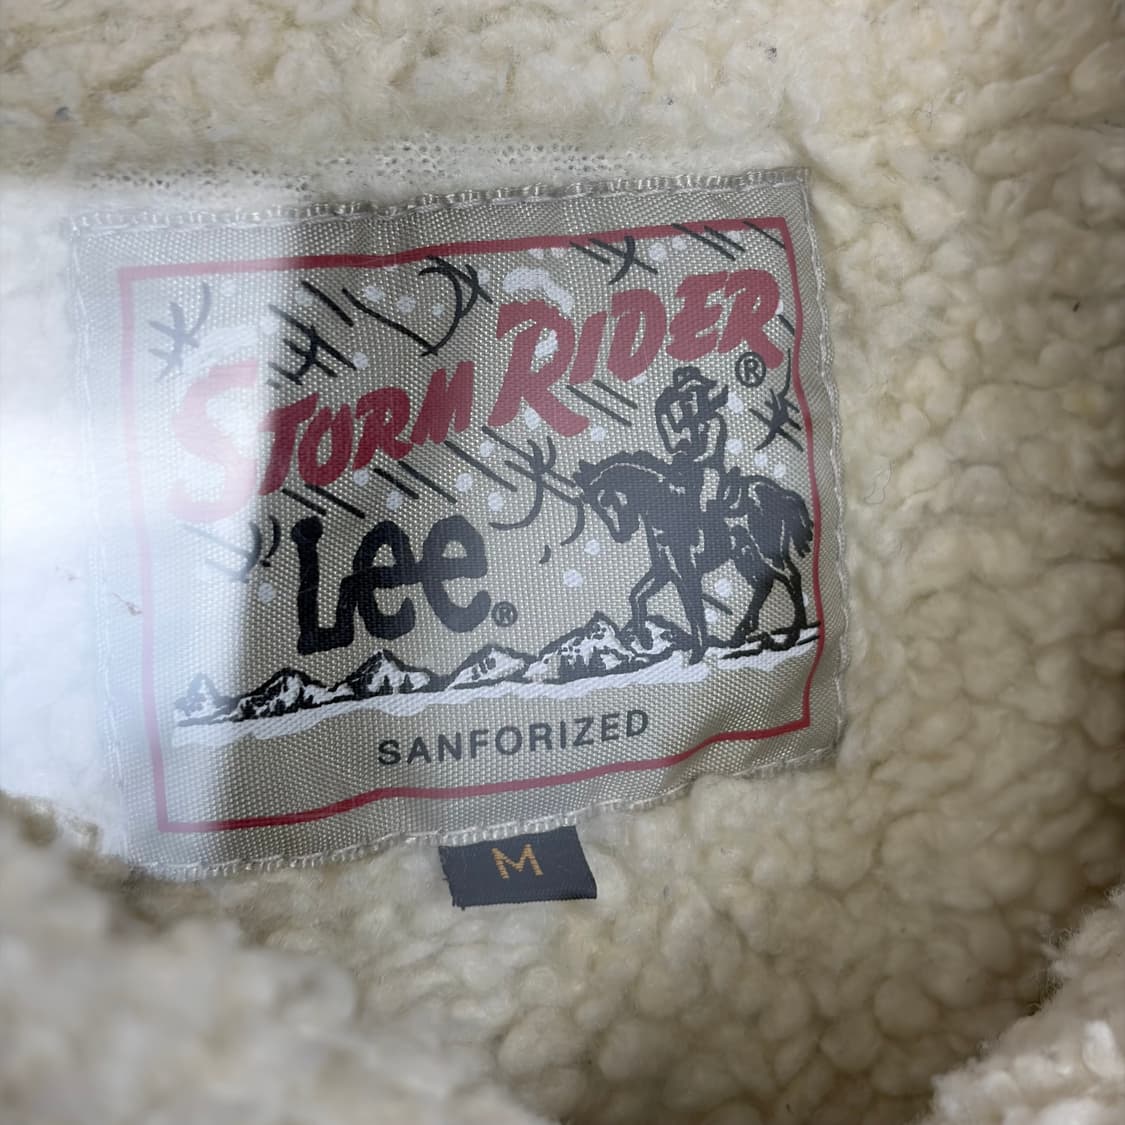 STORM RIDER ®
Lee ®
SANFORIZED
M